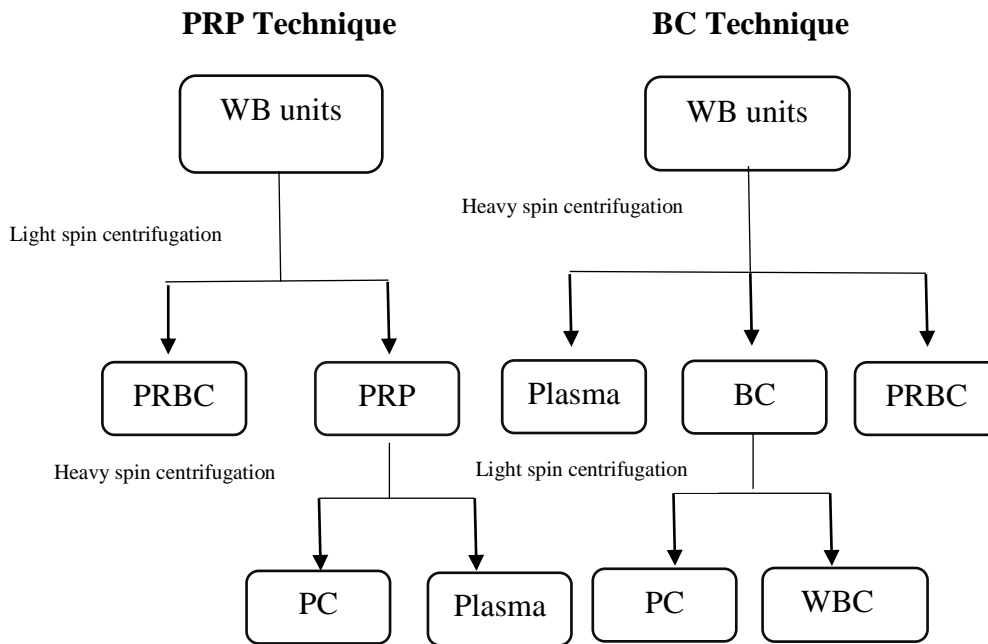 PRP Technique
BC Technique
WB units
WB units
Heavy spin centrifugation
Light spin centrifugation
PRBC
PRP
Plasma
BC
PRBC
Heavy spin centrifugation
Light spin centrifugation
PC
Plasma
PC
WBC